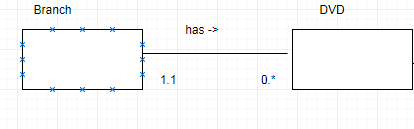 Branch
DVD
has ->
1.1
0.*